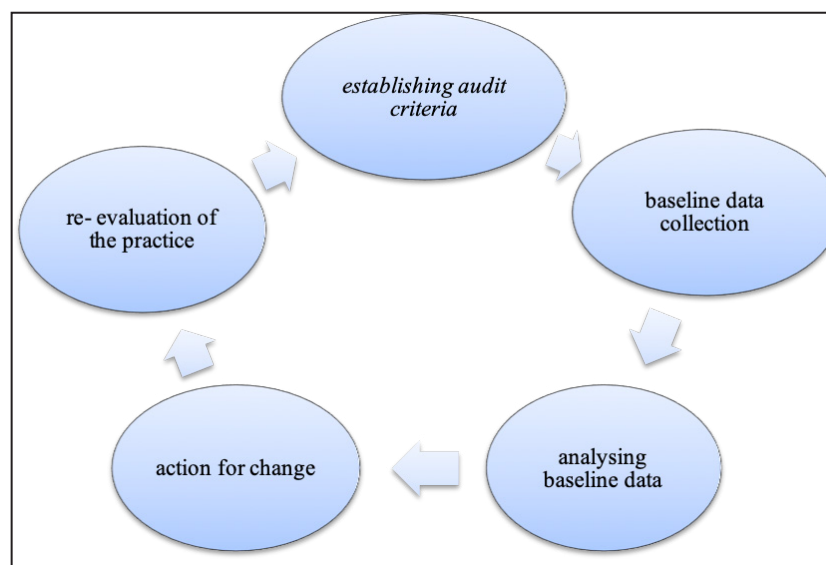 establishing audit
criteria
baseline data
collection
analysing
baseline data
action for change
re- evaluation of
the practice